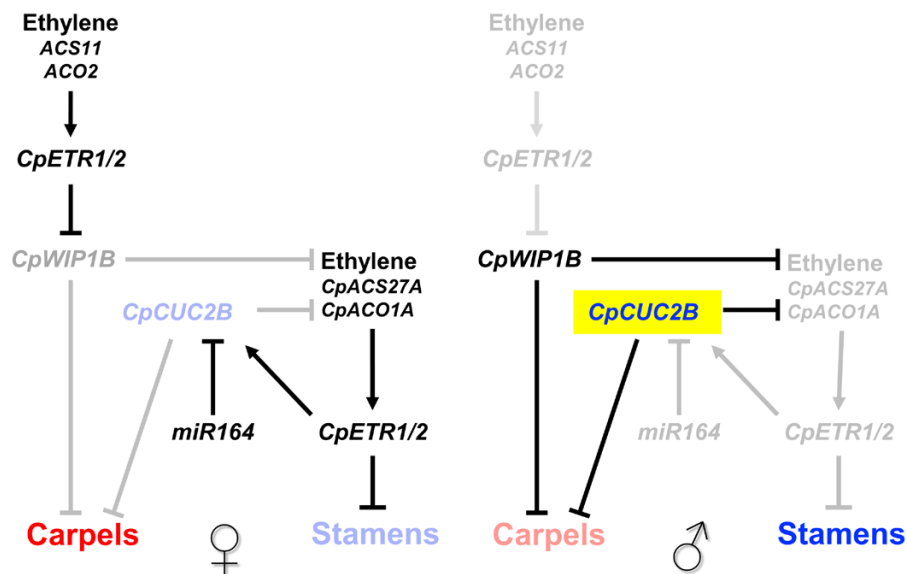 Ethylene
ACS11
ACO2
CpETR1/2
CpWIP1B
Ethylene
CpACS27A
CpACO1A
CpCUC2B
miR164
CpETR1/2
Carpels
Stamens
Ethylene
ACS11
ACO2
CpETR1/2
CpWIP1B
Ethylene
CpACS27A
CpACO1A
CpCUC2B
miR164
CpETR1/2
Carpels
Stamens